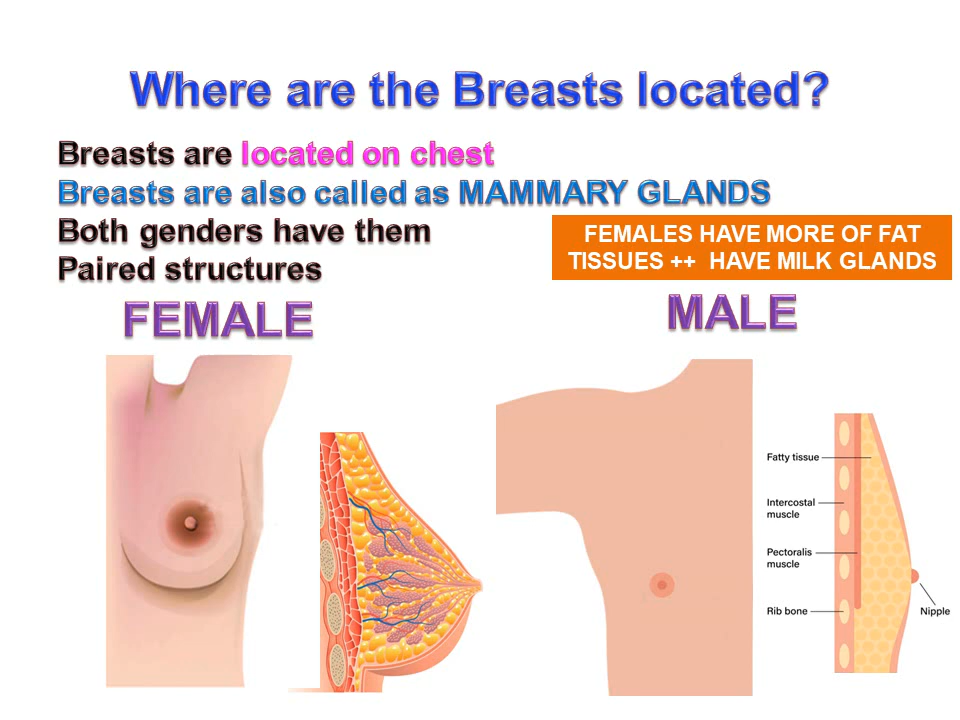 Where are the Breasts located?
Breasts are located on chest
Breasts are also called as MAMMARY GLANDS
Both genders have them
Paired structures
FEMALES HAVE MORE OF FAT
TISSUES ++ HAVE MILK GLANDS
FEMALE
MALE
Fatty tissue
Intercostal
muscle
Pectoralis
muscle
Rib bone
Nipple